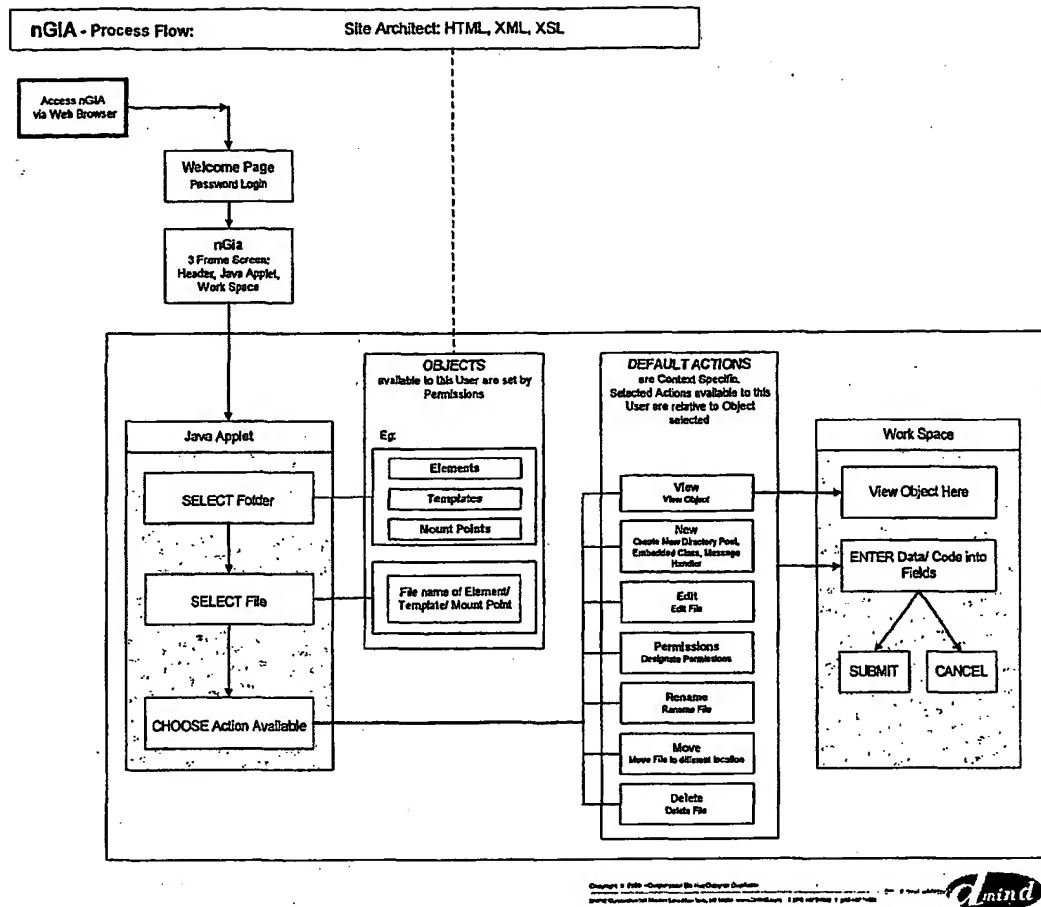 nGIA - Process Flow: Site Architect: HTML, XML, XSL
Access nGIA
via Web Browser
Welcome Page
Password Login
nGia
3 Frame Screen:
Header, Java Applet,
Work Space
OBJECTS
available to this User are set by
Permissions
Eg:
Elements
Templates
Mount Points
File name of Element/
Template/ Mount Point
Java Applet
SELECT Folder
SELECT File
CHOOSE Action Available
DEFAULT ACTIONS
are Context Specific.
Selected Actions available to this
User are relative to Object
selected
View
View Object
New
Create New Directory Pool,
Embedded Class, Message
Handler
Edit
Edit File
Permissions
Designate Permissions
Rename
Rename File
Move
Move File to different location
Delete
Delete File
Work Space
View Object Here
ENTER Data/ Code into
Fields
SUBMIT
CANCEL
dmind